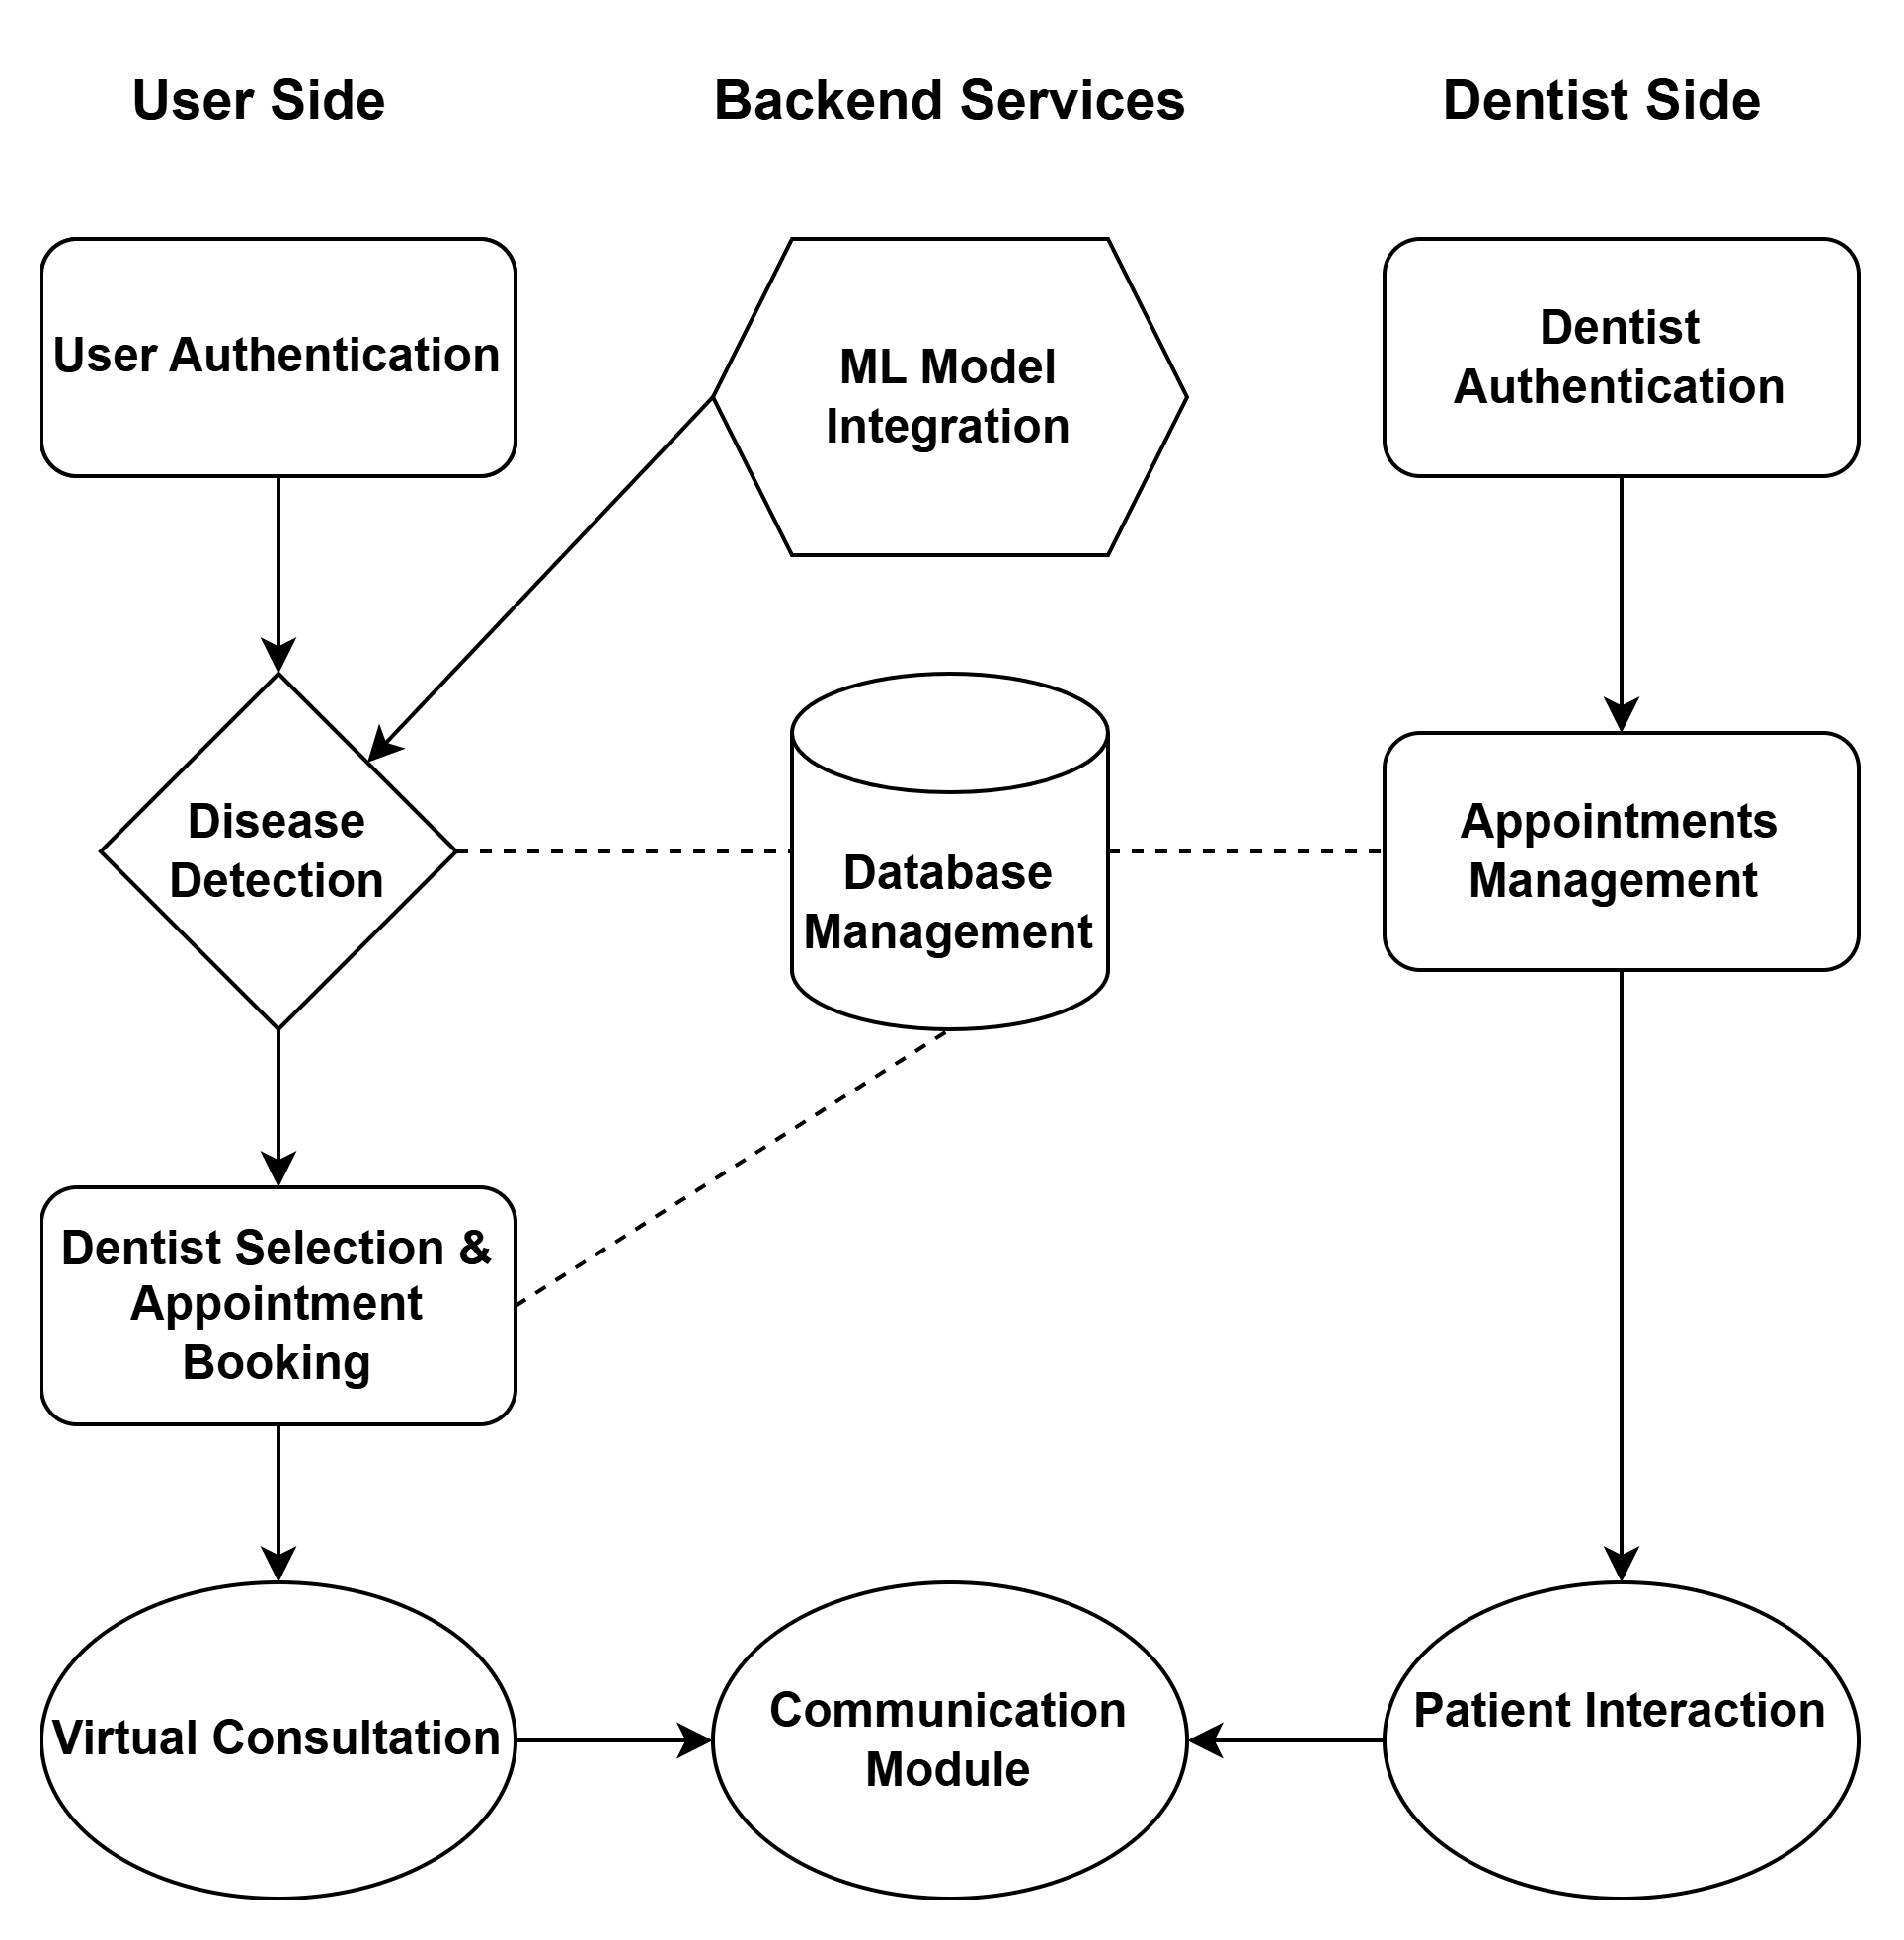 User Side
Backend Services
Dentist Side
User Authentication
ML Model
Integration
Dentist
Authentication
Disease
Detection
Database
Management
Appointments
Management
Dentist Selection &
Appointment
Booking
Virtual Consultation
Communication
Module
Patient Interaction